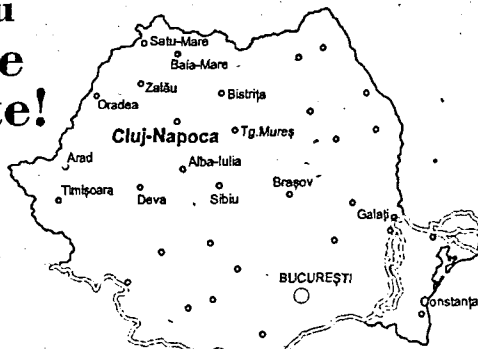 u
e
te!
Satu-Mare
Baia-Mare
Zalău
Oradea
Bistrița
Cluj-Napoca
Tg.Mureș
Arad
Alba-Iulia
Timișoara
Deva
Sibiu
Brașov
Galați
BUCUREȘTI
Constanța